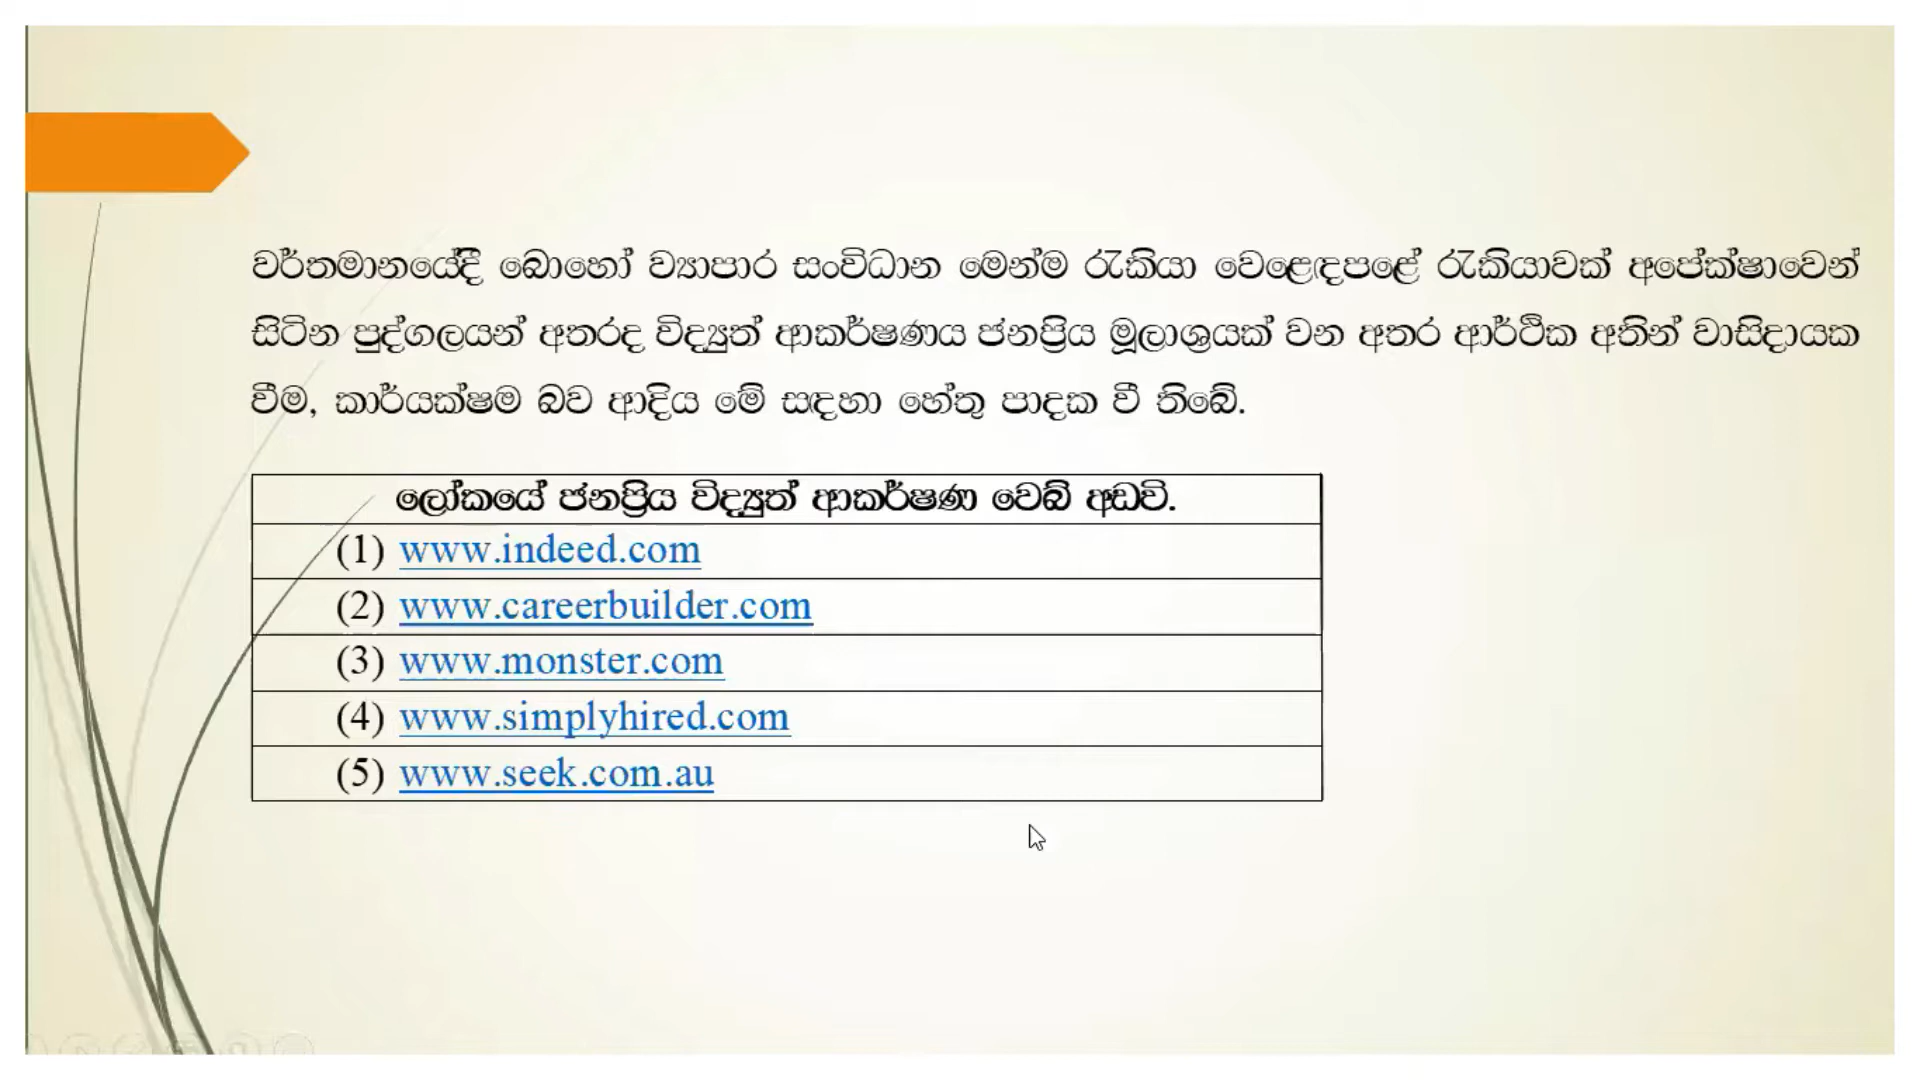 වර්තමානයේදී බොහෝ ව්‍යාපාර සංවිධාන මෙන්ම රැකියා වෙළෙඳපළේ රැකියාවක් අපේක්ෂාවෙන්
සිටින පුද්ගලයන් අතරද විද්‍යුත් ආකර්ෂණය ජනප්‍රිය මූලාශ්‍රයක් වන අතර ආර්ථික අතින් වාසිදායක
වීම, කාර්යක්ෂම බව ආදිය මේ සඳහා හේතු පාදක වී තිබේ.
ලෝකයේ ජනප්‍රිය විද්‍යුත් ආකර්ෂණ වෙබ් අඩවි.
(1) www.indeed.com
(2) www.careerbuilder.com
(3) www.monster.com
(4) www.simplyhired.com
(5) www.seek.com.au